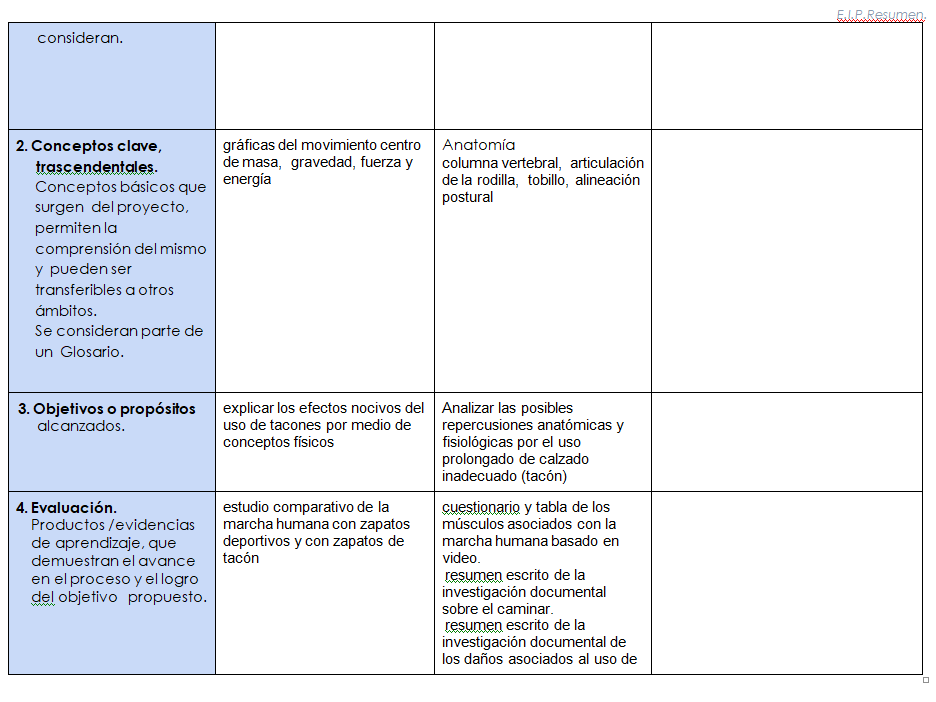 E.I.P.Resumen.
consideran.
2. Conceptos clave,
trascendentales.
Conceptos básicos que
surgen del proyecto,
permiten la
comprensión del mismo
y pueden ser
transferibles a otros
ámbitos.
Se consideran parte de
un Glosario.
gráficas del movimiento centro
de masa, gravedad, fuerza y
energía
Anatomía
columna vertebral, articulación
de la rodilla, tobillo, alineación
postural
3. Objetivos o propósitos
alcanzados.
explicar los efectos nocivos del
uso de tacones por medio de
conceptos físicos
Analizar las posibles
repercusiones anatómicas y
fisiológicas por el uso
prolongado de calzado
inadecuado (tacón)
4. Evaluación.
Productos /evidencias
de aprendizaje, que
demuestran el avance
en el proceso y el logro
del objetivo propuesto.
estudio comparativo de la
marcha humana con zapatos
deportivos y con zapatos de
tacón
cuestionario y tabla de los
músculos asociados con la
marcha humana basado en
video.
resumen escrito de la
investigación documental
sobre el caminar.
resumen escrito de la
investigación documental de
los daños asociados al uso de